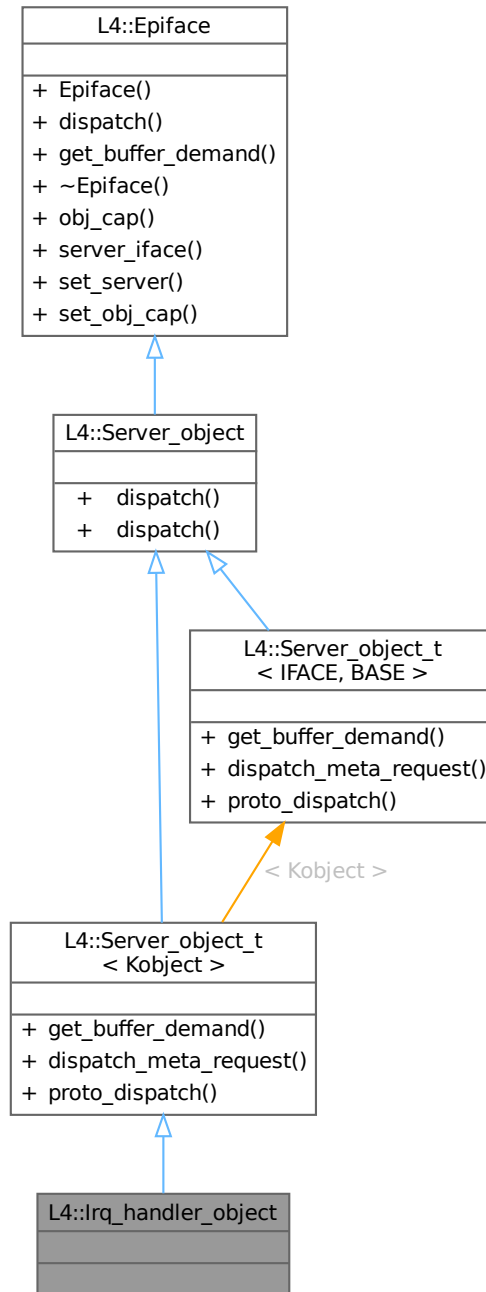 L4::Epiface
+ Epiface()
+ dispatch()
+ get_buffer_demand()
+ ~Epiface()
+ obj_cap()
+ server_iface()
+ set_server()
+ set_obj_cap()
L4::Server_object
+ dispatch()
+ dispatch()
L4::Server_object_t
< IFACE, BASE >
+ get_buffer_demand()
+ dispatch_meta_request()
+ proto_dispatch()
< Kobject >
L4::Server_object_t
< Kobject >
+ get_buffer_demand()
+ dispatch_meta_request()
+ proto_dispatch()
L4::Irq_handler_object